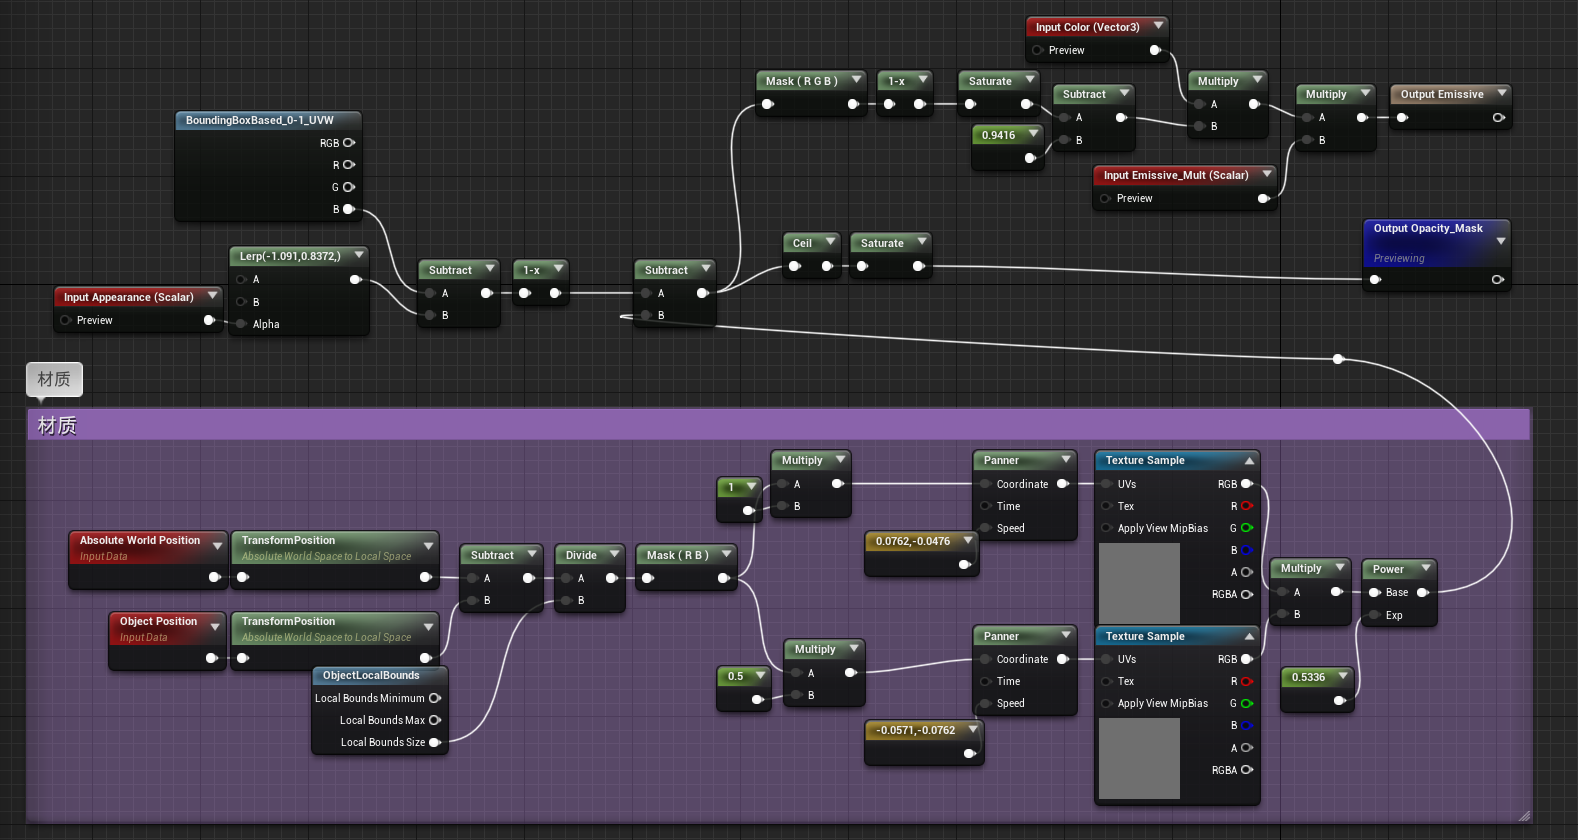 Input Color (Vector3)
Preview
Mask ( R G B )
1-x
Saturate
Subtract
A
B
0.9416
Multiply
A
B
Multiply
A
B
Output Emissive
Input Emissive_Mult (Scalar)
Preview
BoundingBoxBased_0-1_UVW
RGB
R
G
B
Lerp(-1.091,0.8372,)
A
B
Alpha
Input Appearance (Scalar)
Preview
Subtract
A
B
1-x
Subtract
A
B
Ceil
Saturate
Output Opacity_Mask
Previewing
材质
材质
Absolute World Position
Input Data
TransformPosition
Absolute World Space to Local Space
Object Position
Input Data
TransformPosition
Absolute World Space to Local Space
ObjectLocalBounds
Local Bounds Minimum
Local Bounds Max
Local Bounds Size
Subtract
A
B
Divide
A
B
Mask ( R B )
1
Multiply
A
B
0.5
Multiply
A
B
Panner
Coordinate
Time
Speed
0.0762,-0.0476
Panner
Coordinate
Time
Speed
-0.0571,-0.0762
Texture Sample
UVs RGB
Tex R
Apply View MipBias G
B
A
RGBA
Texture Sample
UVs RGB
Tex R
Apply View MipBias G
B
A
RGBA
Multiply
A
B
Power
Base
Exp
0.5336